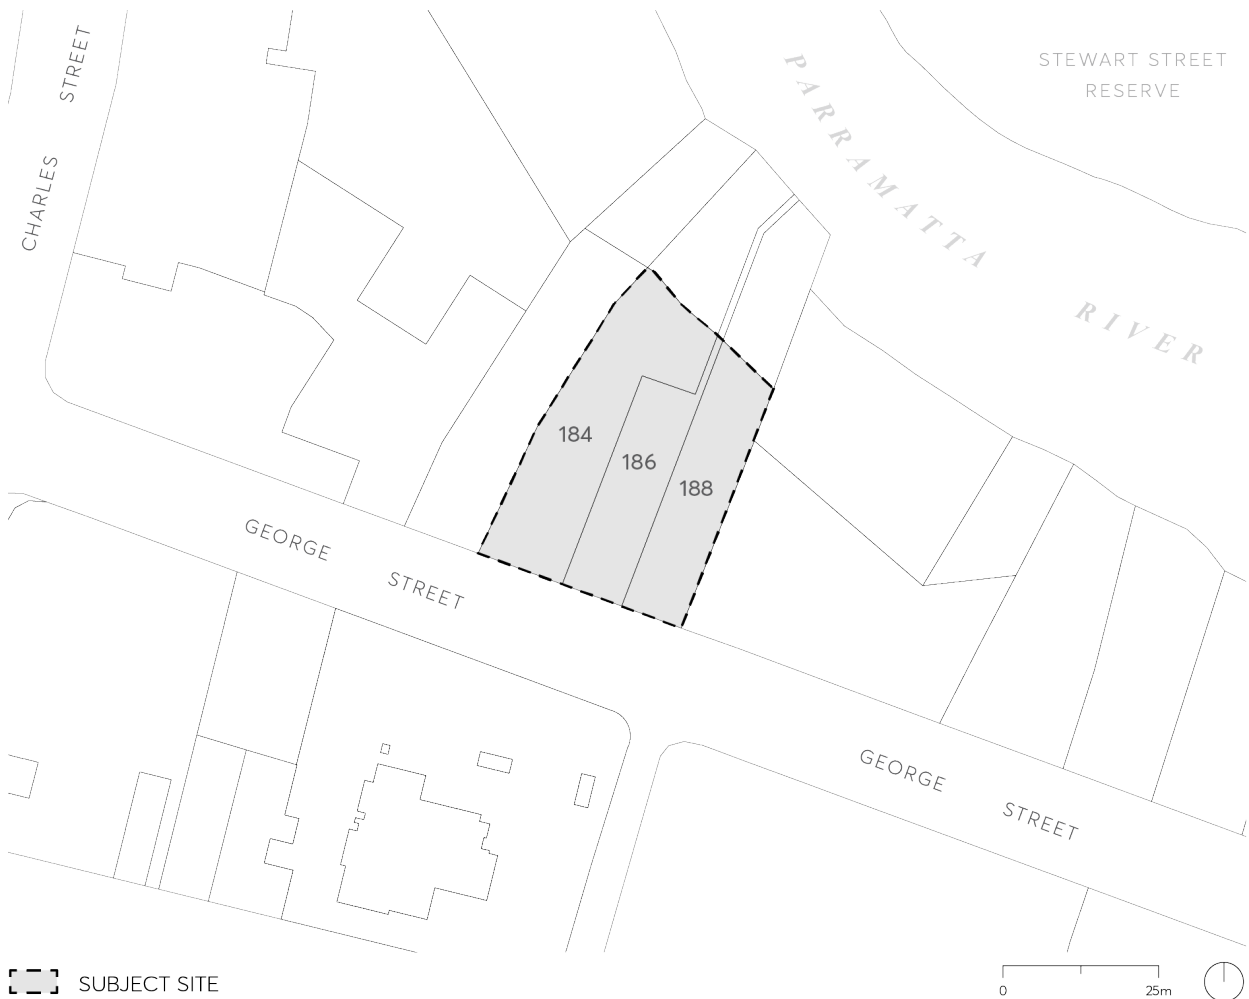 STEWART STREET
RESERVE
CHARLES STREET
PARRAMATTA RIVER
184
186
188
GEORGE STREET
GEORGE STREET
SUBJECT SITE
0 25m